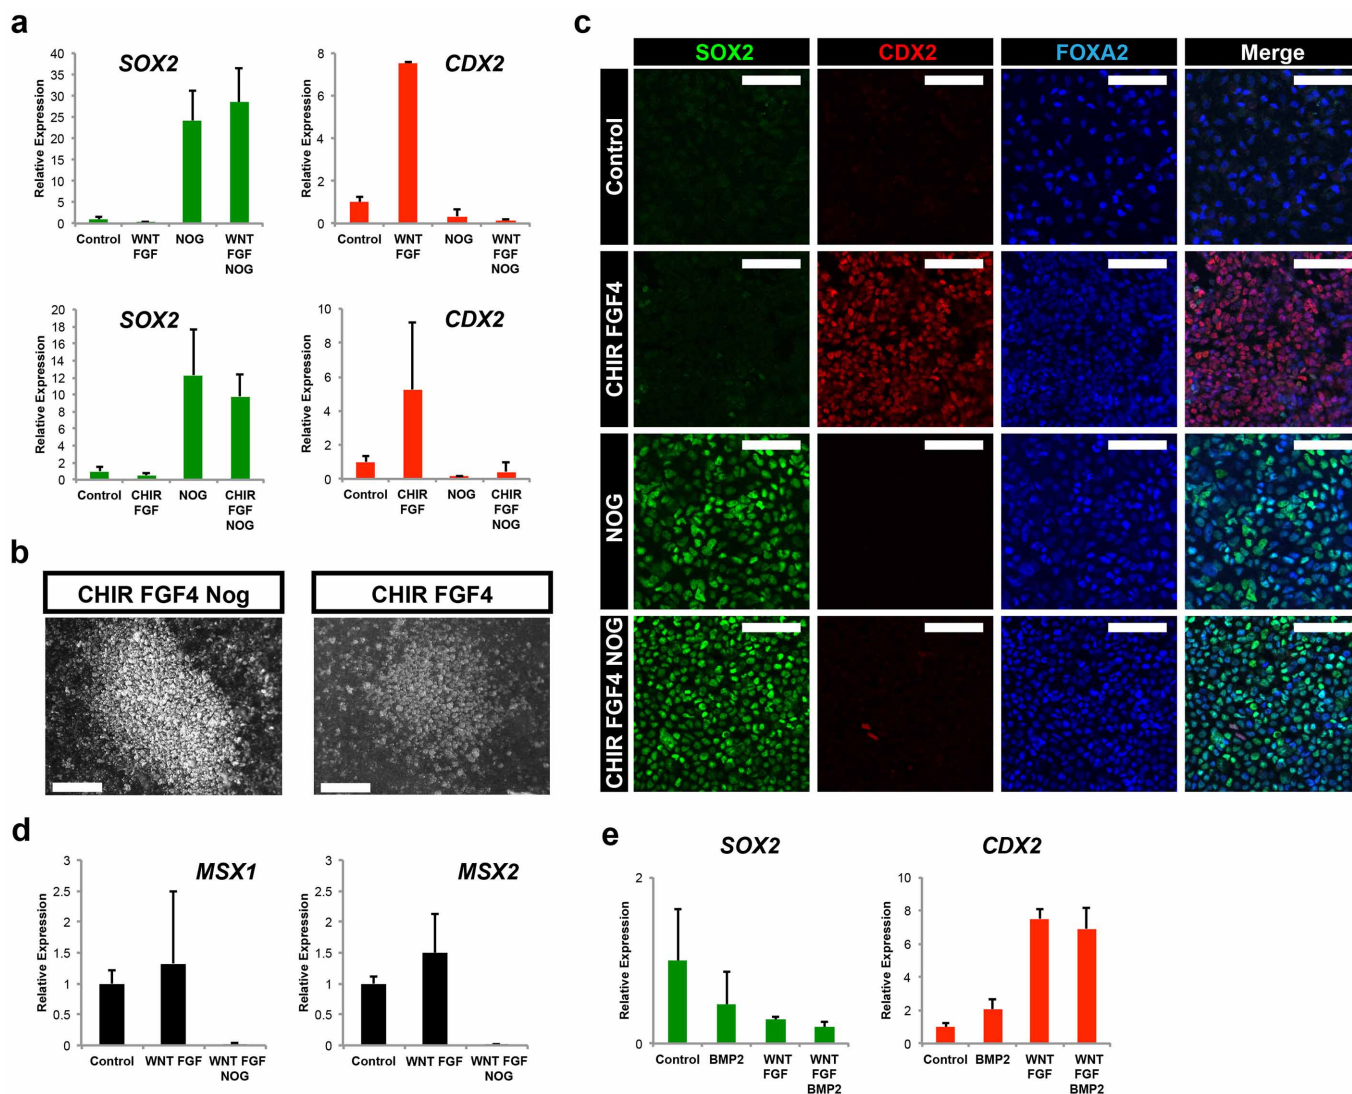 a
SOX2
Relative Expression
40
35
30
25
20
15
10
5
0
Control
WNT
FGF
NOG
WNT
FGF
NOG
CDX2
Relative Expression
8
6
4
2
0
Control
WNT
FGF
NOG
WNT
FGF
NOG
SOX2
Relative Expression
20
18
16
14
12
10
8
6
4
2
0
Control
CHIR
FGF
NOG
CHIR
FGF
NOG
CDX2
Relative Expression
10
8
6
4
2
0
Control
CHIR
FGF
NOG
CHIR
FGF
NOG
b
CHIR FGF4 Nog
CHIR FGF4
c
SOX2
CDX2
FOXA2
Merge
Control
CHIR FGF4
NOG
CHIR FGF4 NOG
d
MSX1
Relative Expression
3
2.5
2
1.5
1
0.5
0
Control
WNT FGF
WNT FGF
NOG
MSX2
Relative Expression
3
2.5
2
1.5
1
0.5
0
Control
WNT FGF
WNT FGF
NOG
e
SOX2
Relative Expression
2
1
0
Control
BMP2
WNT
FGF
WNT
FGF
BMP2
CDX2
Relative Expression
10
8
6
4
2
0
Control
BMP2
WNT
FGF
WNT
FGF
BMP2